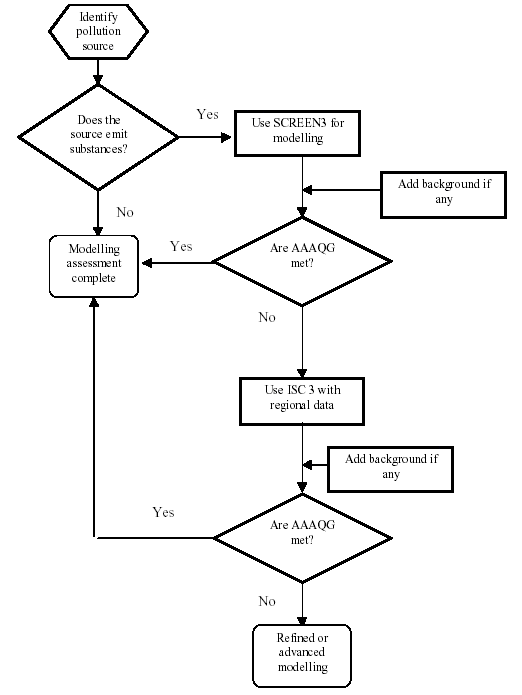 Identify
pollution
source
Does the
source emit
substances?
Yes
Use SCREEN3 for
modelling
Add background if
any
No
Modelling
assessment
complete
Yes
Are AAAQG
met?
No
Use ISC 3 with
regional data
Add background if
any
Yes
Are AAAQG
met?
No
Refined or
advanced
modelling